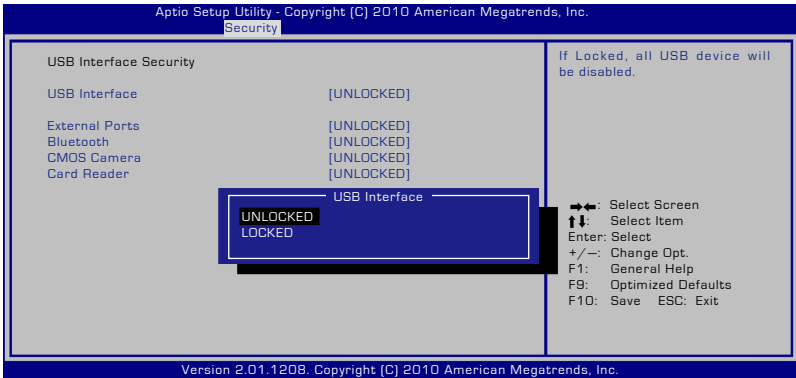 Aptio Setup Utility - Copyright (C) 2010 American Megatrends, Inc.
Security
USB Interface Security
USB Interface [UNLOCKED]
External Ports [UNLOCKED]
Bluetooth [UNLOCKED]
CMOS Camera [UNLOCKED]
Card Reader [UNLOCKED]
USB Interface
UNLOCKED
LOCKED
If Locked, all USB device will
be disabled.
→←: Select Screen
↑↓: Select Item
Enter: Select
+/—: Change Opt.
F1: General Help
F9: Optimized Defaults
F10: Save ESC: Exit
Version 2.01.1208. Copyright (C) 2010 American Megatrends, Inc.